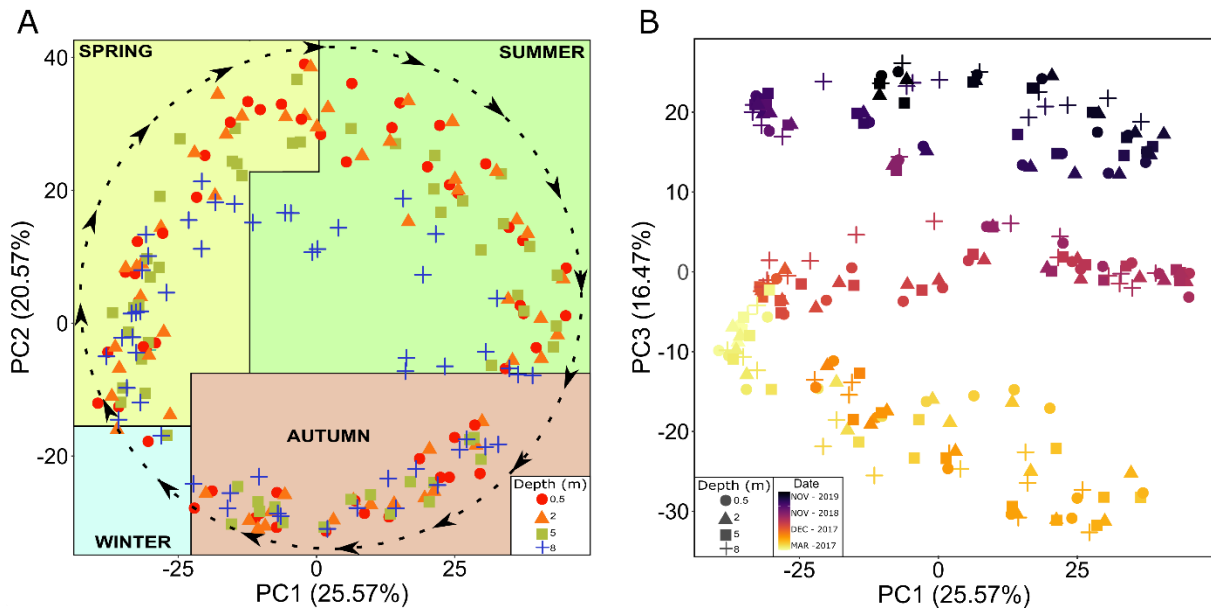 A
SPRING
SUMMER
AUTUMN
WINTER
40
20
0
-20
PC2 (20.57%)
-25
0
25
PC1 (25.57%)
Depth (m)
0.5
2
5
8
B
20
10
0
-10
-20
-30
PC3 (16.47%)
-25
0
25
PC1 (25.57%)
Depth (m)
0.5
2
5
8
Date
NOV - 2019
NOV - 2018
DEC - 2017
MAR -2017